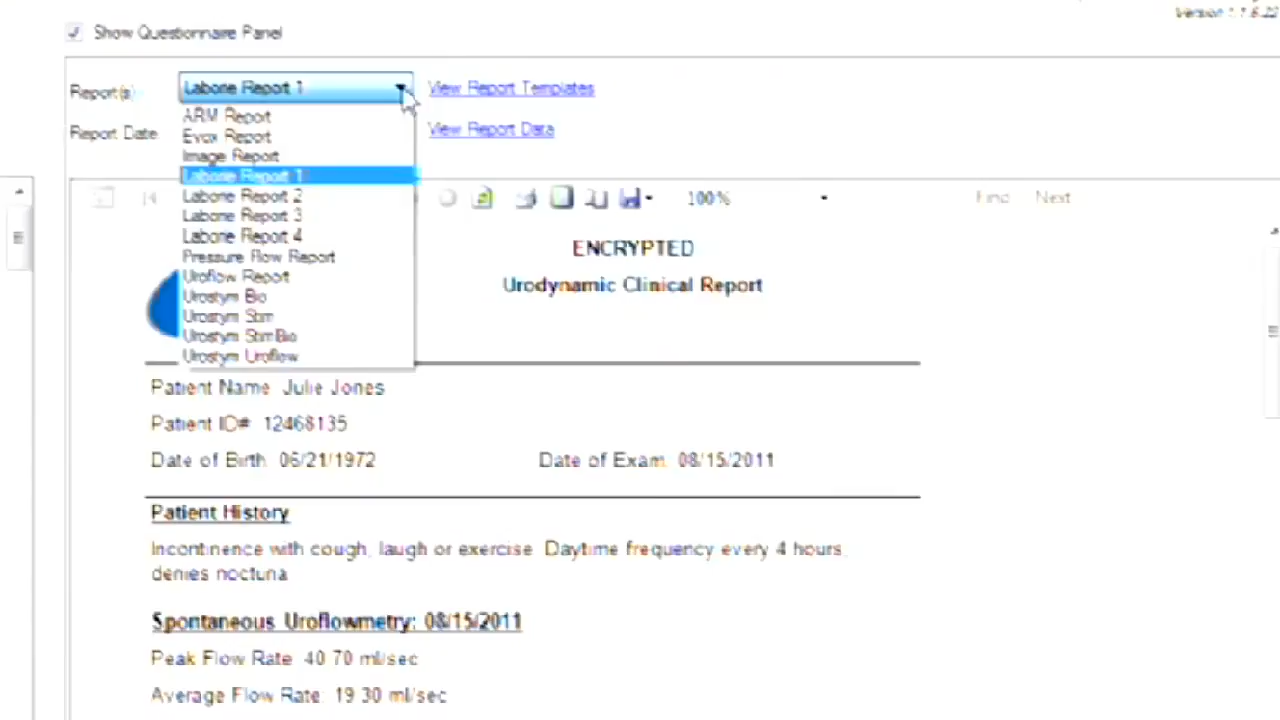 Version 1.1.6.22
Show Questionnaire Panel
Report(s) Laborie Report 1 View Report Templates
ARM Report
Report Date View Report Data
Evox Report
Image Report
Laborie Report 1
Laborie Report 2
100% Find Next
Laborie Report 3
Laborie Report 4
ENCRYPTED
Pressure Flow Report
Uroflow Report
Urodynamic Clinical Report
Urostym Bio
Urostym Stim
Urostym StimBio
Urostym Uroflow
Patient Name Julie Jones
Patient ID# 12468135
Date of Birth 06/21/1972 Date of Exam 08/15/2011
Patient History
Incontinence with cough, laugh or exercise. Daytime frequency every 4 hours,
denies nocturia
Spontaneous Uroflowmetry: 08/15/2011
Peak Flow Rate 40.70 ml/sec
Average Flow Rate: 19.30 ml/sec